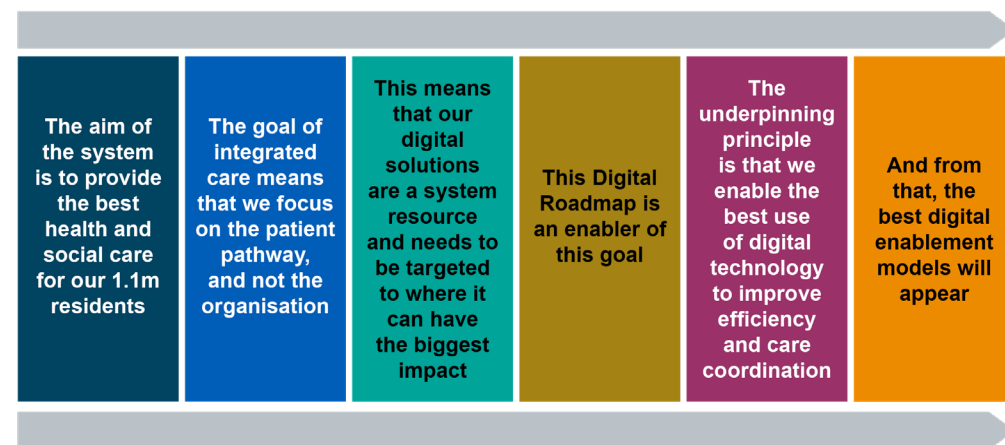 The aim of
the system
is to provide
the best
health and
social care
for our 1.1m
residents
The goal of
integrated
care means
that we focus
on the patient
pathway,
and not the
organisation
This means
that our
digital
solutions
are a system
resource
and needs to
be targeted
to where it
can have
the biggest
impact
This Digital
Roadmap is
an enabler of
this goal
The
underpinning
principle
is that we
enable the
best use
of digital
technology
to improve
efficiency
and care
coordination
And from
that, the
best digital
enablement
models will
appear